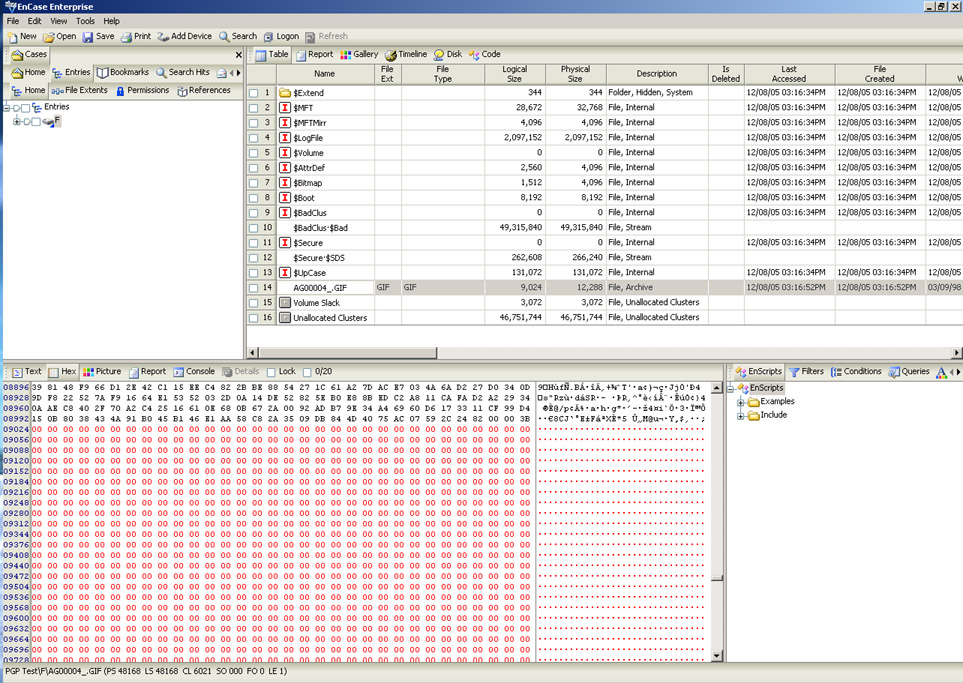 EnCase Enterprise
File Edit View Tools Help
New Open Save Print Add Device Search Logon Refresh
Cases
Home Entries Bookmarks Search Hits
Home File Extents Permissions References
Entries
F
Table Report Gallery Timeline Disk Code
Name File Ext File Type Logical Size Physical Size Description Is Deleted Last Accessed File Created W
1 $Extend 344 344 Folder, Hidden, System 12/08/05 03:16:34PM 12/08/05 03:16:34PM 12/08/05
2 $MFT 28,672 32,768 File, Internal 12/08/05 03:16:34PM 12/08/05 03:16:34PM 12/08/05
3 $MFTMirr 4,096 4,096 File, Internal 12/08/05 03:16:34PM 12/08/05 03:16:34PM 12/08/05
4 $LogFile 2,097,152 2,097,152 File, Internal 12/08/05 03:16:34PM 12/08/05 03:16:34PM 12/08/05
5 $Volume 0 0 File, Internal 12/08/05 03:16:34PM 12/08/05 03:16:34PM 12/08/05
6 $AttrDef 2,560 4,096 File, Internal 12/08/05 03:16:34PM 12/08/05 03:16:34PM 12/08/05
7 $Bitmap 1,512 4,096 File, Internal 12/08/05 03:16:34PM 12/08/05 03:16:34PM 12/08/05
8 $Boot 8,192 8,192 File, Internal 12/08/05 03:16:34PM 12/08/05 03:16:34PM 12/08/05
9 $BadClus 0 0 File, Internal 12/08/05 03:16:34PM 12/08/05 03:16:34PM 12/08/05
10 $BadClus·$Bad 49,315,840 49,315,840 File, Stream
11 $Secure 0 0 File, Internal 12/08/05 03:16:34PM 12/08/05 03:16:34PM 12/08/05
12 $Secure·$SDS 262,608 266,240 File, Stream
13 $UpCase 131,072 131,072 File, Internal 12/08/05 03:16:34PM 12/08/05 03:16:34PM 12/08/05
14 AG00004_.GIF GIF GIF 9,024 12,288 File, Archive 12/08/05 03:16:52PM 12/08/05 03:16:52PM 03/09/98
15 Volume Slack 3,072 3,072 File, Unallocated Clusters
16 Unallocated Clusters 46,751,744 46,751,744 File, Unallocated Clusters
Text Hex Picture Report Console Details Lock 0/20
08896 39 81 48 F9 66 D1 2E 42 C1 15 EE C4 82 2B BE 88 54 27 1C 61 A2 7D AC E7 03 4A 6A D2 27 D0 34 0D
08928 9D F8 22 52 7A F9 16 64 E1 53 52 03 2D 0A 14 DE 52 82 5E B0 E8 8B ED C2 A8 11 CA FA D2 A2 29 34
08960 0A AE C8 40 2F 70 A2 C4 25 16 61 0E 68 0B 67 2A 00 92 AD B7 9E 34 A4 69 60 D6 17 33 11 CF 99 D4
08992 15 0B 80 38 43 4A 91 B0 45 B1 46 E1 AA 58 C8 2A 35 09 DB 84 4D 40 75 AC 07 59 2C 24 82 00 00 3B
09024 00 00 00 00 00 00 00 00 00 00 00 00 00 00 00 00 00 00 00 00 00 00 00 00 00 00 00 00 00 00 00 00
09056 00 00 00 00 00 00 00 00 00 00 00 00 00 00 00 00 00 00 00 00 00 00 00 00 00 00 00 00 00 00 00 00
09088 00 00 00 00 00 00 00 00 00 00 00 00 00 00 00 00 00 00 00 00 00 00 00 00 00 00 00 00 00 00 00 00
09120 00 00 00 00 00 00 00 00 00 00 00 00 00 00 00 00 00 00 00 00 00 00 00 00 00 00 00 00 00 00 00 00
09152 00 00 00 00 00 00 00 00 00 00 00 00 00 00 00 00 00 00 00 00 00 00 00 00 00 00 00 00 00 00 00 00
09184 00 00 00 00 00 00 00 00 00 00 00 00 00 00 00 00 00 00 00 00 00 00 00 00 00 00 00 00 00 00 00 00
09216 00 00 00 00 00 00 00 00 00 00 00 00 00 00 00 00 00 00 00 00 00 00 00 00 00 00 00 00 00 00 00 00
09248 00 00 00 00 00 00 00 00 00 00 00 00 00 00 00 00 00 00 00 00 00 00 00 00 00 00 00 00 00 00 00 00
09280 00 00 00 00 00 00 00 00 00 00 00 00 00 00 00 00 00 00 00 00 00 00 00 00 00 00 00 00 00 00 00 00
09312 00 00 00 00 00 00 00 00 00 00 00 00 00 00 00 00 00 00 00 00 00 00 00 00 00 00 00 00 00 00 00 00
09344 00 00 00 00 00 00 00 00 00 00 00 00 00 00 00 00 00 00 00 00 00 00 00 00 00 00 00 00 00 00 00 00
09376 00 00 00 00 00 00 00 00 00 00 00 00 00 00 00 00 00 00 00 00 00 00 00 00 00 00 00 00 00 00 00 00
09408 00 00 00 00 00 00 00 00 00 00 00 00 00 00 00 00 00 00 00 00 00 00 00 00 00 00 00 00 00 00 00 00
09440 00 00 00 00 00 00 00 00 00 00 00 00 00 00 00 00 00 00 00 00 00 00 00 00 00 00 00 00 00 00 00 00
09472 00 00 00 00 00 00 00 00 00 00 00 00 00 00 00 00 00 00 00 00 00 00 00 00 00 00 00 00 00 00 00 00
09504 00 00 00 00 00 00 00 00 00 00 00 00 00 00 00 00 00 00 00 00 00 00 00 00 00 00 00 00 00 00 00 00
09536 00 00 00 00 00 00 00 00 00 00 00 00 00 00 00 00 00 00 00 00 00 00 00 00 00 00 00 00 00 00 00 00
09568 00 00 00 00 00 00 00 00 00 00 00 00 00 00 00 00 00 00 00 00 00 00 00 00 00 00 00 00 00 00 00 00
09600 00 00 00 00 00 00 00 00 00 00 00 00 00 00 00 00 00 00 00 00 00 00 00 00 00 00 00 00 00 00 00 00
09632 00 00 00 00 00 00 00 00 00 00 00 00 00 00 00 00 00 00 00 00 00 00 00 00 00 00 00 00 00 00 00 00
09664 00 00 00 00 00 00 00 00 00 00 00 00 00 00 00 00 00 00 00 00 00 00 00 00 00 00 00 00 00 00 00 00
09696 00 00 00 00 00 00 00 00 00 00 00 00 00 00 00 00 00 00 00 00 00 00 00 00 00 00 00 00 00 00 00 00
09728 00 00 00 00 00 00 00 00 00 00 00 00 00 00 00 00 00 00 00 00 00 00 00 00 00 00 00 00 00 00 00 00
EnScripts Filters Conditions Queries
EnScripts
Examples
Include
PGP Test\F\AG00004_.GIF (PS 48168 LS 48168 CL 6021 SO 000 FO 0 LE 1)